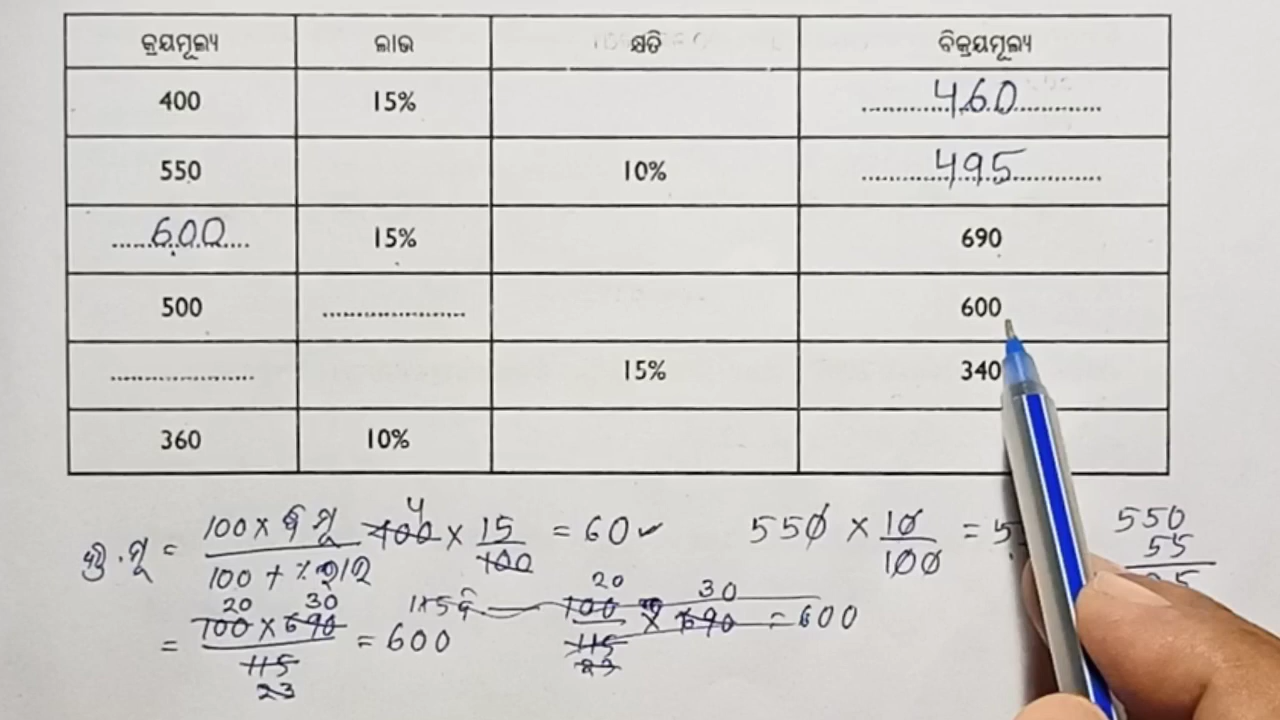 କ୍ରୟମୂଲ୍ୟ ଲାଭ କ୍ଷତି ବିକ୍ରୟମୂଲ୍ୟ
400 15% 460
550 10% 495
600 15% 690
500 .................... 600
.................... 15% 340
360 10%
କ୍ର.ମୂ = 100 × ବି ମୂ / 100 + % ଲାଭ
400 4 × 15 / 100 = 60 ✓
550 × 10 / 100 =
550
55
= 100 20 × 690 30 / 115 23 = 600
100 20 / 115 23 × 690 30 = 600